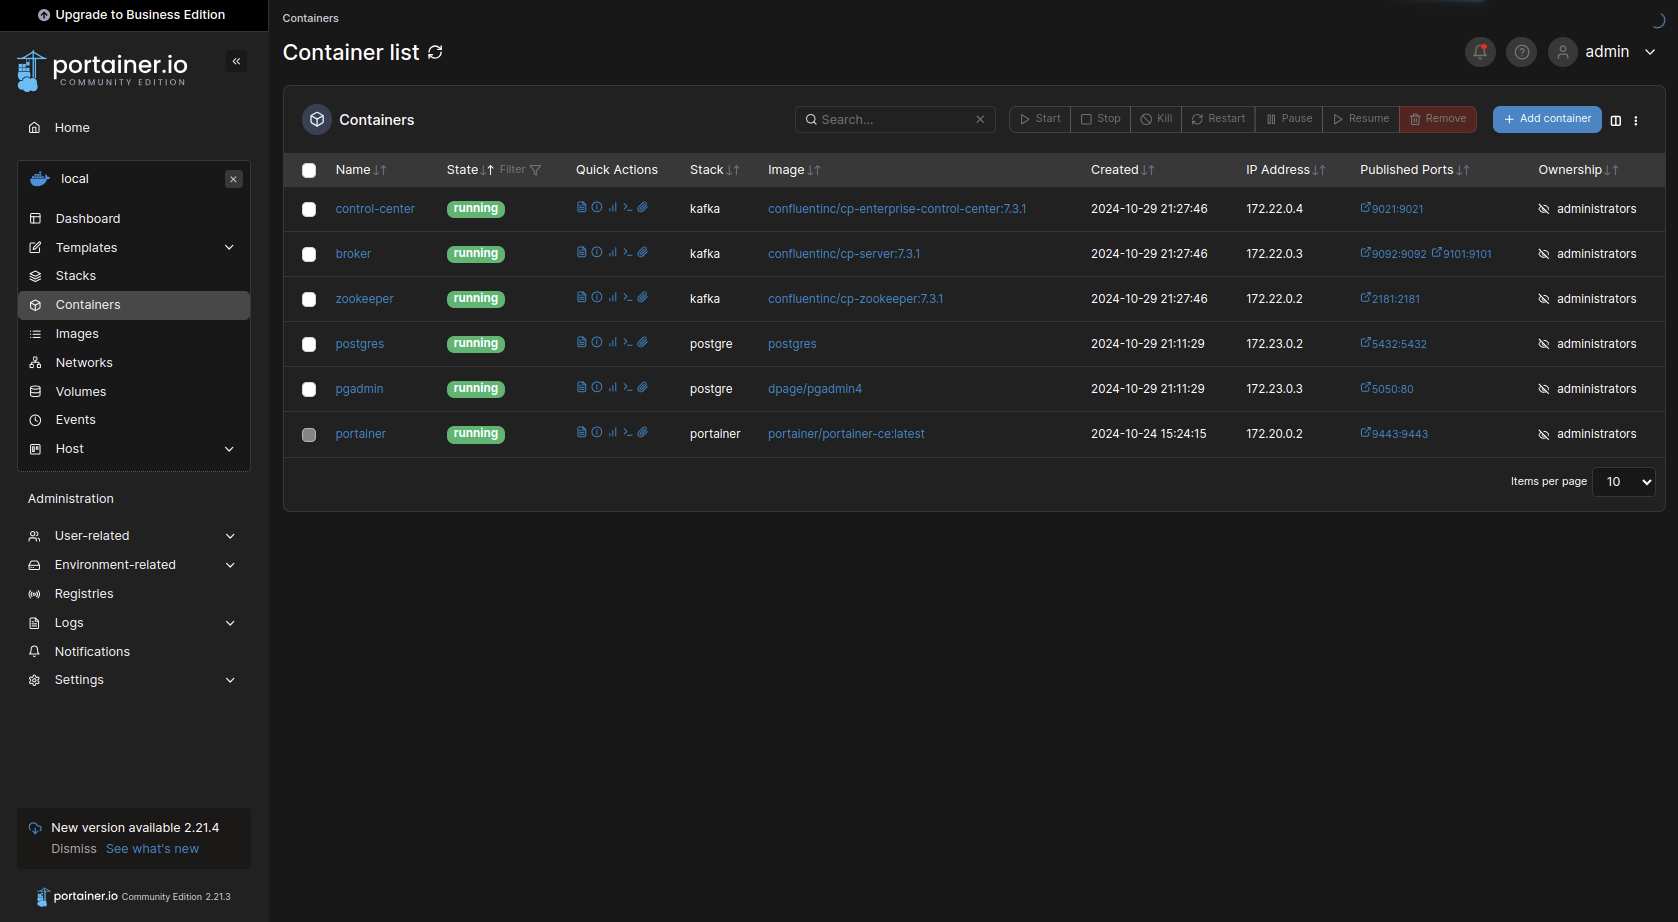 Upgrade to Business Edition
portainer.io
COMMUNITY EDITION
Home
local
Dashboard
Templates
Stacks
Containers
Images
Networks
Volumes
Events
Host
Administration
User-related
Environment-related
Registries
Logs
Notifications
Settings
New version available 2.21.4
Dismiss See what's new
portainer.io Community Edition 2.21.3
Containers
Container list
admin
Containers
Search... Start Stop Kill Restart Pause Resume Remove Add container
Name State Filter Quick Actions Stack Image Created IP Address Published Ports Ownership
control-center running kafka confluentinc/cp-enterprise-control-center:7.3.1 2024-10-29 21:27:46 172.22.0.4 9021:9021 administrators
broker running kafka confluentinc/cp-server:7.3.1 2024-10-29 21:27:46 172.22.0.3 9092:9092 9101:9101 administrators
zookeeper running kafka confluentinc/cp-zookeeper:7.3.1 2024-10-29 21:27:46 172.22.0.2 2181:2181 administrators
postgres running postgre postgres 2024-10-29 21:11:29 172.23.0.2 5432:5432 administrators
pgadmin running postgre dpage/pgadmin4 2024-10-29 21:11:29 172.23.0.3 5050:80 administrators
portainer running portainer portainer/portainer-ce:latest 2024-10-24 15:24:15 172.20.0.2 9443:9443 administrators
Items per page 10